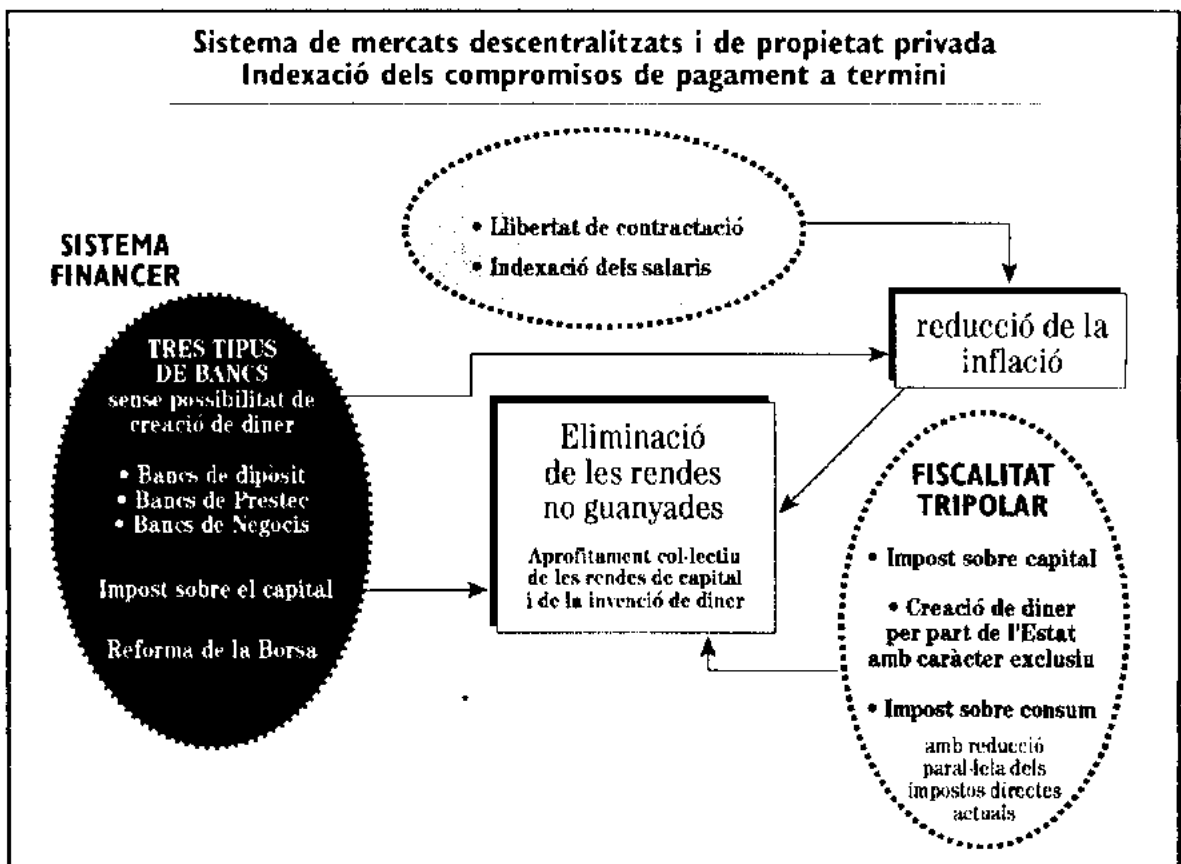 Sistema de mercats descentralitzats i de propietat privada
Indexació dels compromisos de pagament a termini
• Llibertat de contractació
• Indexació dels salaris
SISTEMA
FINANCER
TRES TIPUS
DE BANCS
sense possibilitat de
creació de diner
• Bancs de dipòsit
• Bancs de Prestec
• Bancs de Negocis
Impost sobre el capital
Reforma de la Borsa
reducció de la
inflació
Eliminació
de les rendes
no guanyades
Aprofitament col·lectiu
de les rendes de capital
i de la invenció de diner
FISCALITAT
TRIPOLAR
• Impost sobre capital
• Creació de diner
per part de l'Estat
amb caràcter exclusiu
• Impost sobre consum
amb reducció
paral·lela dels
impostos directes
actuals